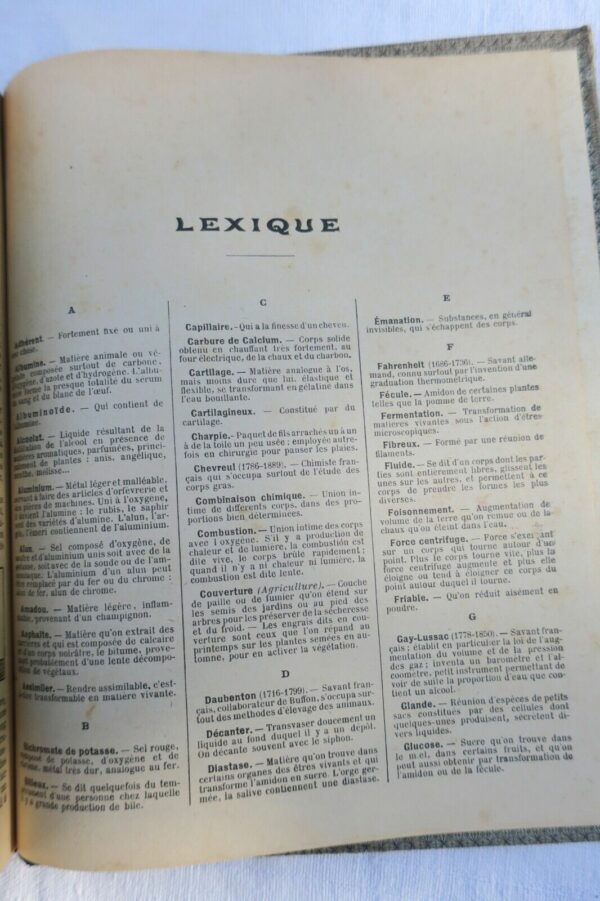 LEXIQUE
A
Adhérent. — Fortement fixe ou uni à
chose.
Albumine. — Matière animale ou vé-
composée surtout de carbone,
d'azote et d'hydrogène. L'albu-
forme la presque totalité du sérum
sang et du blanc de l'œuf.
Albuminoïde. — Qui contient de
Alcoolat. — Liquide résultant de la
de l'alcool en présence de
aromatiques, parfumées, princi-
de plantes : anis, angélique,
menthe, mélisse...
Aluminium. — Métal léger et malléable,
à faire des articles d'orfèvrerie et
pièces de machines. Uni à l'oxygène,
l'alumine : le rubis, le saphir
des variétés d'alumine. L'alun, l'ar-
l'émeri contiennent de l'aluminium.
Alun. — Sel composé d'oxygène, de
et d'aluminium unis soit avec de la
soit avec de la soude ou de l'am-
L'aluminium d'un alun peut
remplacé par du fer ou du chrome :
de fer, alun de chrome.
Amadou. — Matière légère, inflam-
provenant d'un champignon.
Asphalte. — Matière qu'on extrait des
et qui est composée de calcaire
d'un corps noirâtre, le bitume, prove-
probablement d'une lente décompo-
de végétaux.
Assimiler. — Rendre assimilable, c'est-
transformable en matière vivante.
B
Bichromate de potasse. — Sel rouge,
composé de potasse, d'oxygène et de
métal très dur, analogue au fer.
Bilieux. — Se dit quelquefois du tem-
d'une personne chez laquelle
il y a grande production de bile.
C
Capillaire. - Qui a la finesse d'un cheveu.
Carbure de Calcium. — Corps solide
obtenu en chauffant très fortement, au
four électrique, de la chaux et du charbon.
Cartilage. — Matière analogue à l'os,
mais moins dure que lui, élastique et
flexible, se transformant en gélatine dans
l'eau bouillante.
Cartilagineux. — Constitué par du
cartilage.
Charpie. - Paquet de fils arrachés un à un
de la toile un peu usée ; employée autre-
fois en chirurgie pour panser les plaies.
Chevreul (1786-1889). — Chimiste fran-
çais qui s'occupa surtout de l'étude des
corps gras.
Combinaison chimique. — Union in-
time de différents corps, dans des pro-
portions bien déterminées.
Combustion. — Union intime des corps
avec l'oxygène. S'il y a production de
chaleur et de lumière, la combustion est
dite vive, le corps brûle rapidement ;
quand il n'y a ni chaleur ni lumière, la
combustion est dite lente.
Couverture (Agriculture). — Couche
de paille ou de fumier qu'on étend sur
les semis des jardins ou au pied des
arbres pour les préserver de la sécheresse
et du froid. — Les engrais dits en cou-
verture sont ceux que l'on répand au
printemps sur les plantes semées en au-
tomne, pour en activer la végétation.
D
Daubenton (1716-1799). — Savant fran-
çais, collaborateur de Buffon, s'occupa sur-
tout des méthodes d'élevage des animaux.
Décanter. — Transvaser doucement un
liquide au fond duquel il y a un dépôt.
On décante souvent avec le siphon.
Diastase. — Matière qu'on trouve dans
certains organes des êtres vivants et qui
transforme l'amidon en sucre. L'orge ger-
mée, la salive contiennent une diastase.
E
Émanation. — Substances, en général
invisibles, qui s'échappent des corps.
F
Fahrenheit (1686-1736). — Savant alle-
mand, connu surtout par l'invention d'une
graduation thermométrique.
Fécule. — Amidon de certaines plantes
telles que la pomme de terre.
Fermentation. — Transformation de
matières vivantes sous l'action d'êtres
microscopiques.
Fibreux. — Formé par une réunion de
filaments.
Fluide. — Se dit d'un corps dont les par-
ties sont entièrement libres, glissent les
unes sur les autres, et permettent à ce
corps de prendre les formes les plus
diverses.
Foisonnement. — Augmentation de
volume de la terre qu'on remue ou de la
chaux qu'on éteint dans l'eau.
Force centrifuge. — Force s'exerçant
sur un corps qui tourne autour d'un
point. Plus le corps tourne vite, plus la
force centrifuge augmente et plus elle
éloigne ou tend à éloigner ce corps du
point autour duquel il tourne.
Friable. — Qu'on réduit aisément en
poudre.
G
Gay-Lussac (1778-1850). — Savant fran-
çais ; établit en particulier la loi de l'aug-
mentation du volume et de la pression
des gaz ; inventa un baromètre et l'al-
coomètre, petit instrument permettant de
voir de suite la proportion d'eau que con-
tient un alcool.
Glande. — Réunion d'espèces de petits
sacs constitués par des cellules dont
quelques-unes produisent, sécrètent di-
vers liquides.
Glucose. — Sucre qu'on trouve dans
le miel, dans certains fruits, et qu'on
peut aussi obtenir par transformation de
l'amidon ou de la fécule.